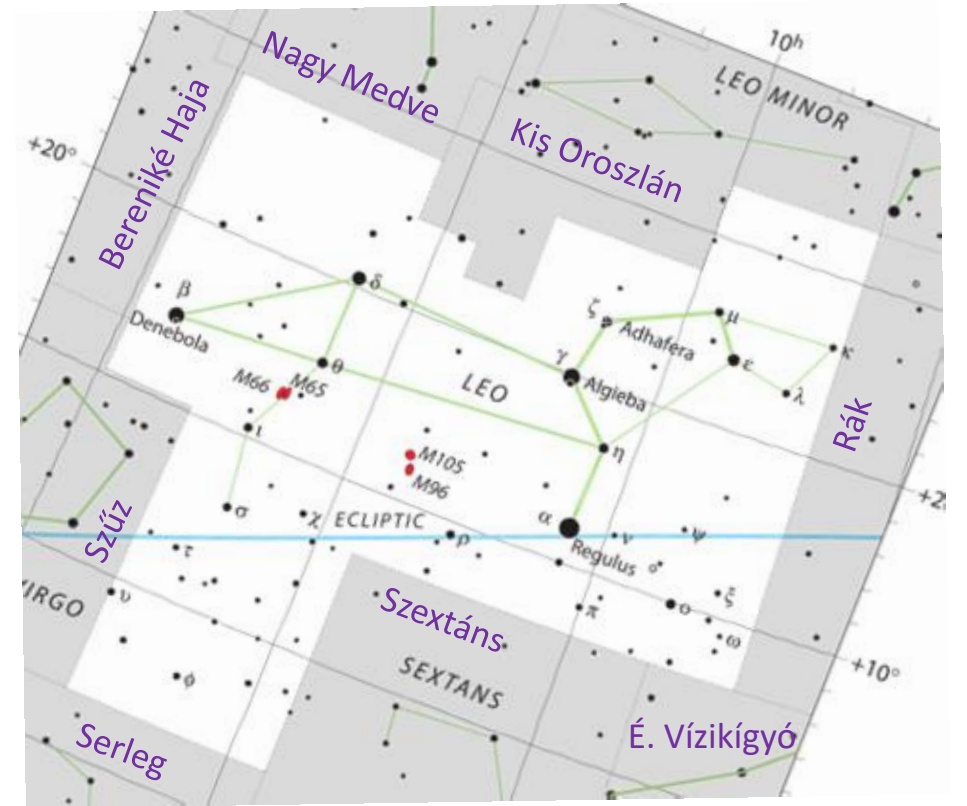 10h
Nagy Medve
LEO MINOR
Bereniké Haja
Kis Oroszlán
+20°
δ
β
Denebola
ζ
Adhafera
μ
κ
ε
γ
Algieba
λ
θ
M66
M65
LEO
Rák
ι
η
M105
M96
σ
χ
ECLIPTIC
α
Regulus
ρ
ν
ψ
Szűz
τ
ξ
ο
π
ω
υ
IRGO
Szextáns
SEXTANS
+10°
φ
Serleg
É. Vízikígyó